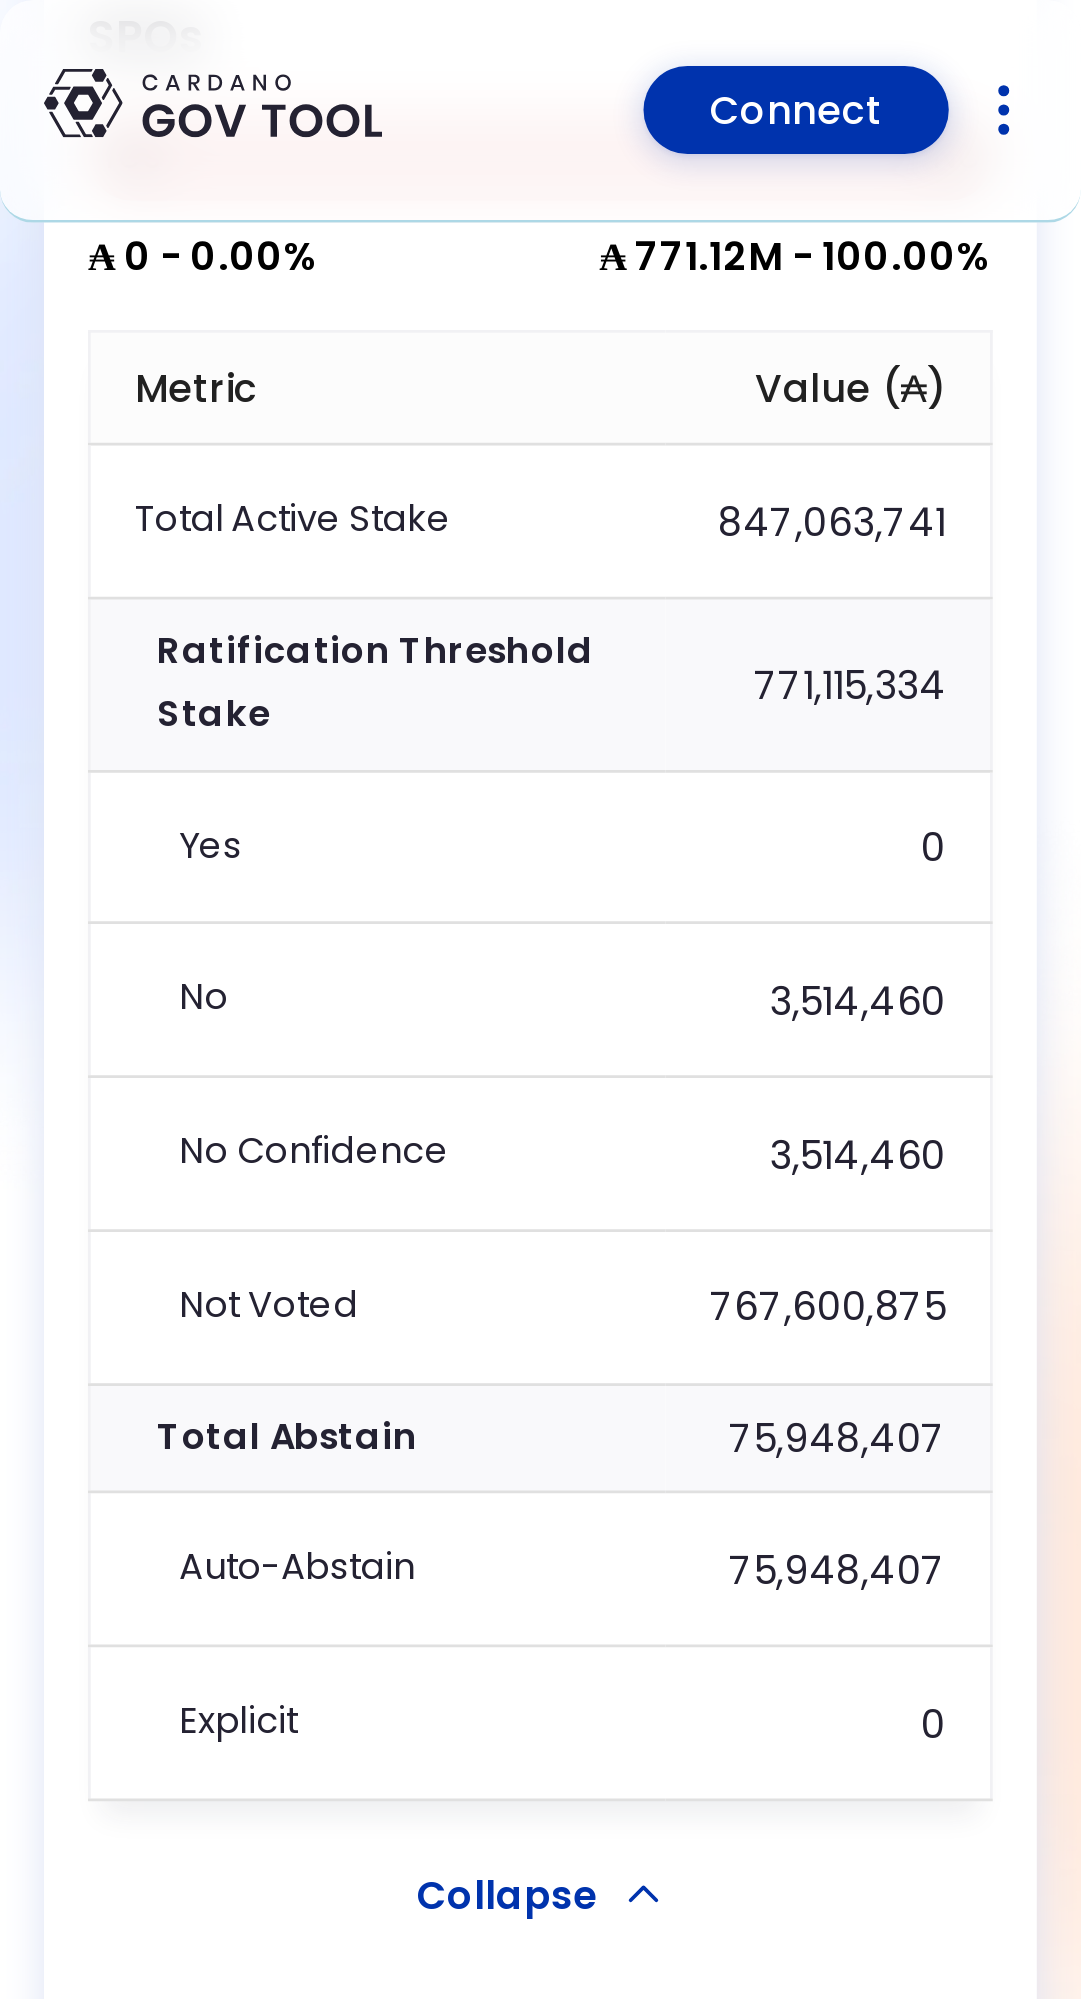 SPOs
CARDANO
GOV TOOL
Connect
₳ 0 - 0.00%
₳ 771.12M - 100.00%
Metric
Value (₳)
Total Active Stake
847,063,741
Ratification Threshold
Stake
771,115,334
Yes
0
No
3,514,460
No Confidence
3,514,460
Not Voted
767,600,875
Total Abstain
75,948,407
Auto-Abstain
75,948,407
Explicit
0
Collapse